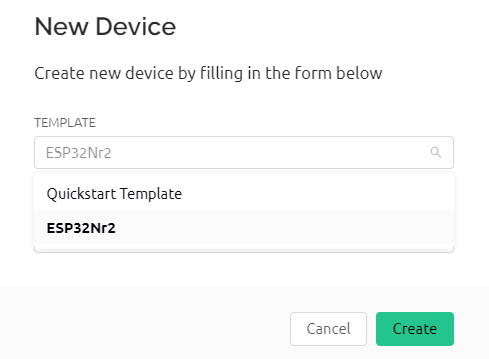 New Device
Create new device by filling in the form below
TEMPLATE
ESP32Nr2
Quickstart Template
ESP32Nr2
Cancel
Create